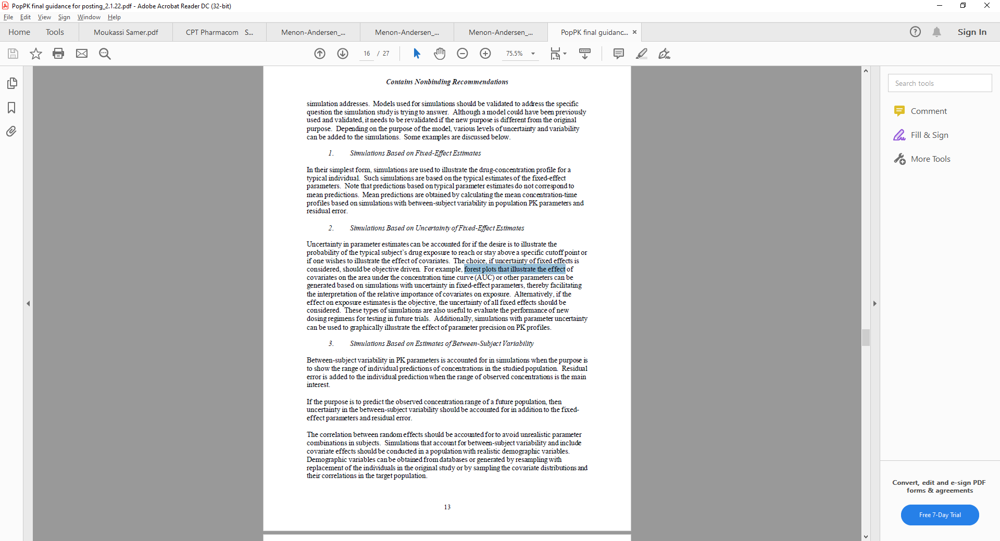 PopPK final guidance for posting_2.1.22.pdf - Adobe Acrobat Reader DC (32-bit)
File Edit View Sign Window Help
Home Tools Moukassi Samer.pdf CPT Pharmacom S... Menon-Andersen_... Menon-Andersen_... Menon-Andersen_... PopPK final guidanc... × Sign In
16 / 27 75.5%
Contains Nonbinding Recommendations
simulation addresses. Models used for simulations should be validated to address the specific
question the simulation study is trying to answer. Although a model could have been previously
used and validated, it needs to be revalidated if the new purpose is different from the original
purpose. Depending on the purpose of the model, various levels of uncertainty and variability
can be added to the simulations. Some examples are discussed below.
1. Simulations Based on Fixed-Effect Estimates
In their simplest form, simulations are used to illustrate the drug-concentration profile for a
typical individual. Such simulations are based on the typical estimates of the fixed-effect
parameters. Note that predictions based on typical parameter estimates do not correspond to
mean predictions. Mean predictions are obtained by calculating the mean concentration-time
profiles based on simulations with between-subject variability in population PK parameters and
residual error.
2. Simulations Based on Uncertainty of Fixed-Effect Estimates
Uncertainty in parameter estimates can be accounted for if the desire is to illustrate the
probability of the typical subject's drug exposure to reach or stay above a specific cutoff point or
if one wishes to illustrate the effect of covariates. The choice, if uncertainty of fixed effects is
considered, should be objective driven. For example, forest plots that illustrate the effect of
covariates on the area under the concentration time curve (AUC) or other parameters can be
generated based on simulations with uncertainty in fixed-effect parameters, thereby facilitating
the interpretation of the relative importance of covariates on exposure. Alternatively, if the
effect on exposure estimates is the objective, the uncertainty of all fixed effects should be
considered. These types of simulations are also useful to evaluate the performance of new
dosing regimens for testing in future trials. Additionally, simulations with parameter uncertainty
can be used to graphically illustrate the effect of parameter precision on PK profiles.
3. Simulations Based on Estimates of Between-Subject Variability
Between-subject variability in PK parameters is accounted for in simulations when the purpose is
to show the range of individual predictions of concentrations in the studied population. Residual
error is added to the individual prediction when the range of observed concentrations is the main
interest.
If the purpose is to predict the observed concentration range of a future population, then
uncertainty in the between-subject variability should be accounted for in addition to the fixed-
effect parameters and residual error.
The correlation between random effects should be accounted for to avoid unrealistic parameter
combinations in subjects. Simulations that account for between-subject variability and include
covariate effects should be conducted in a population with realistic demographic variables.
Demographic variables can be obtained from databases or generated by resampling with
replacement of the individuals in the original study or by sampling the covariate distributions and
their correlations in the target population.
13
Search tools
Comment
Fill & Sign
More Tools
Convert, edit and e-sign PDF
forms & agreements
Free 7-Day Trial